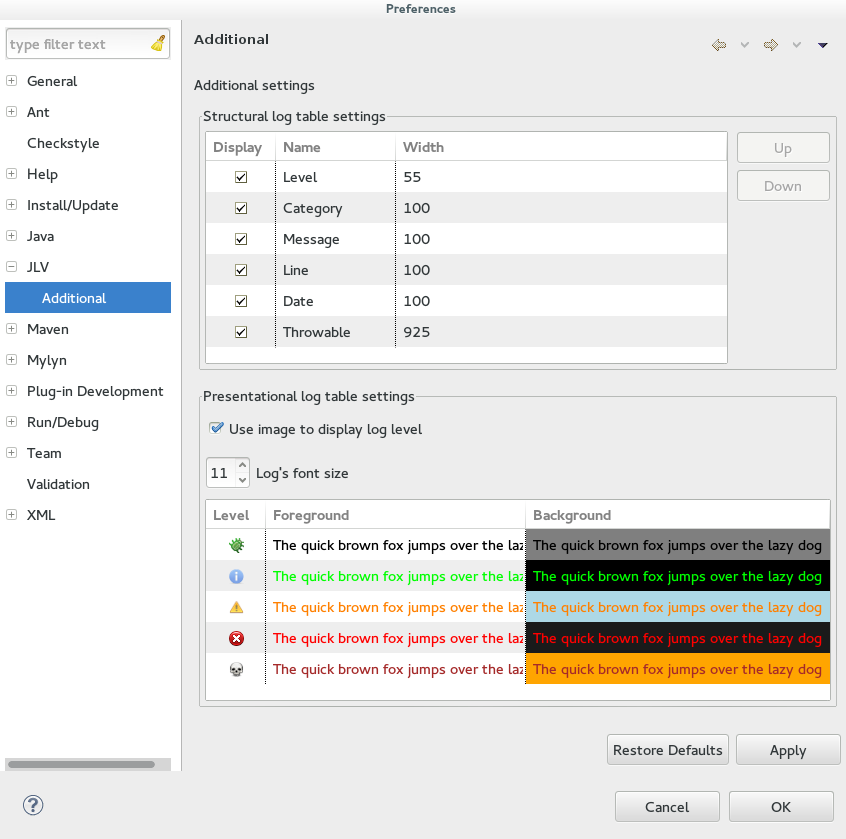 Preferences
type filter text
General
Ant
Checkstyle
Help
Install/Update
Java
JLV
Additional
Maven
Mylyn
Plug-in Development
Run/Debug
Team
Validation
XML
Additional
Additional settings
Structural log table settings
Display Name Width
Level 55
Category 100
Message 100
Line 100
Date 100
Throwable 925
Up
Down
Presentational log table settings
Use image to display log level
11 Log's font size
Level Foreground Background
The quick brown fox jumps over the laz The quick brown fox jumps over the lazy dog
The quick brown fox jumps over the laz The quick brown fox jumps over the lazy dog
The quick brown fox jumps over the laz The quick brown fox jumps over the lazy dog
The quick brown fox jumps over the laz The quick brown fox jumps over the lazy dog
The quick brown fox jumps over the laz The quick brown fox jumps over the lazy dog
Restore Defaults Apply
? Cancel OK